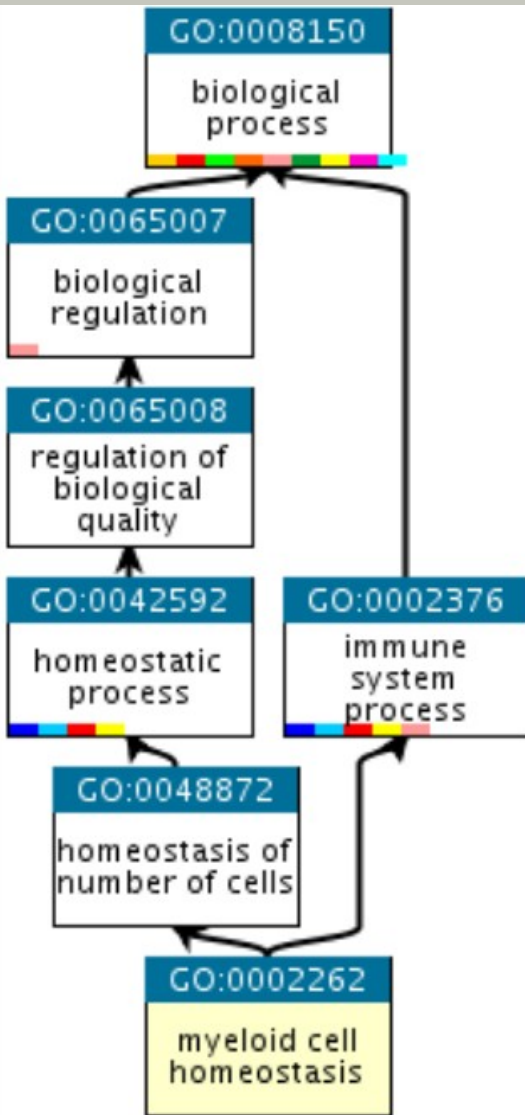 GO:0008150
biological
process
GO:0065007
biological
regulation
GO:0065008
regulation of
biological
quality
GO:0042592
homeostatic
process
GO:0002376
immune
system
process
GO:0048872
homeostasis of
number of cells
GO:0002262
myeloid cell
homeostasis